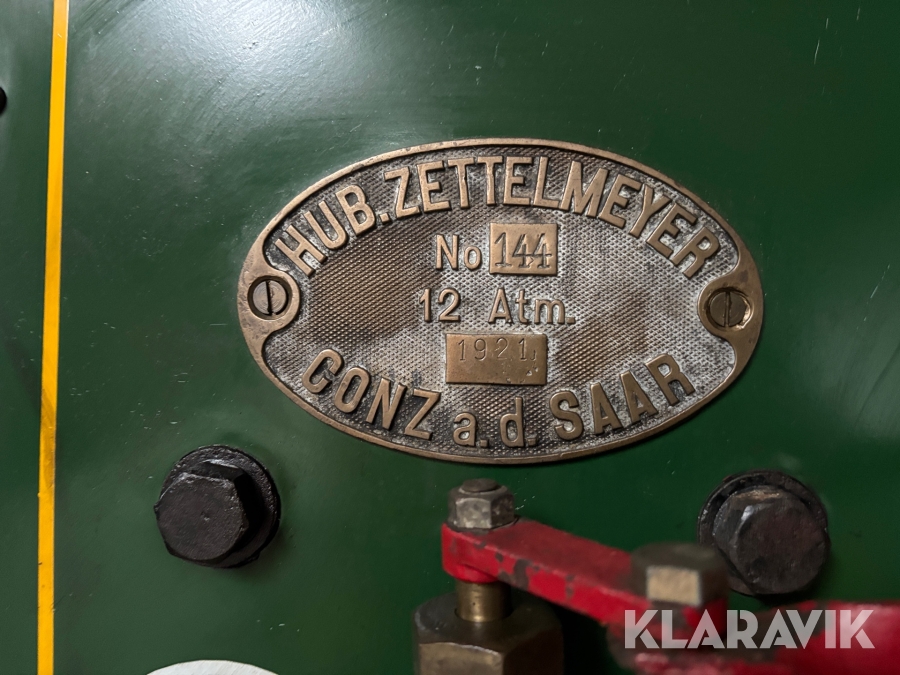 HUB. ZETTELMEYER
No 144
12 Atm.
1921
CONZ a.d. SAAR
KLARAVIK